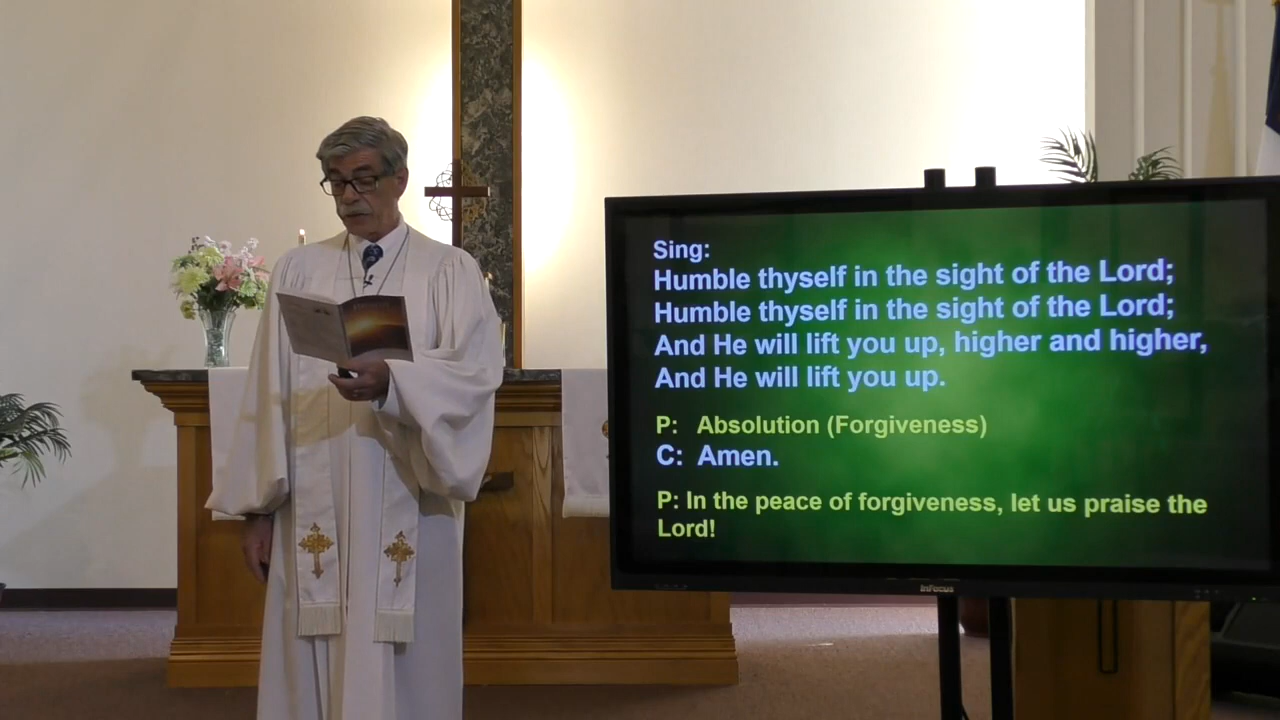 Sing:
Humble thyself in the sight of the Lord;
Humble thyself in the sight of the Lord;
And He will lift you up, higher and higher,
And He will lift you up.
P: Absolution (Forgiveness)
C: Amen.
P: In the peace of forgiveness, let us praise the
Lord!
InFocus